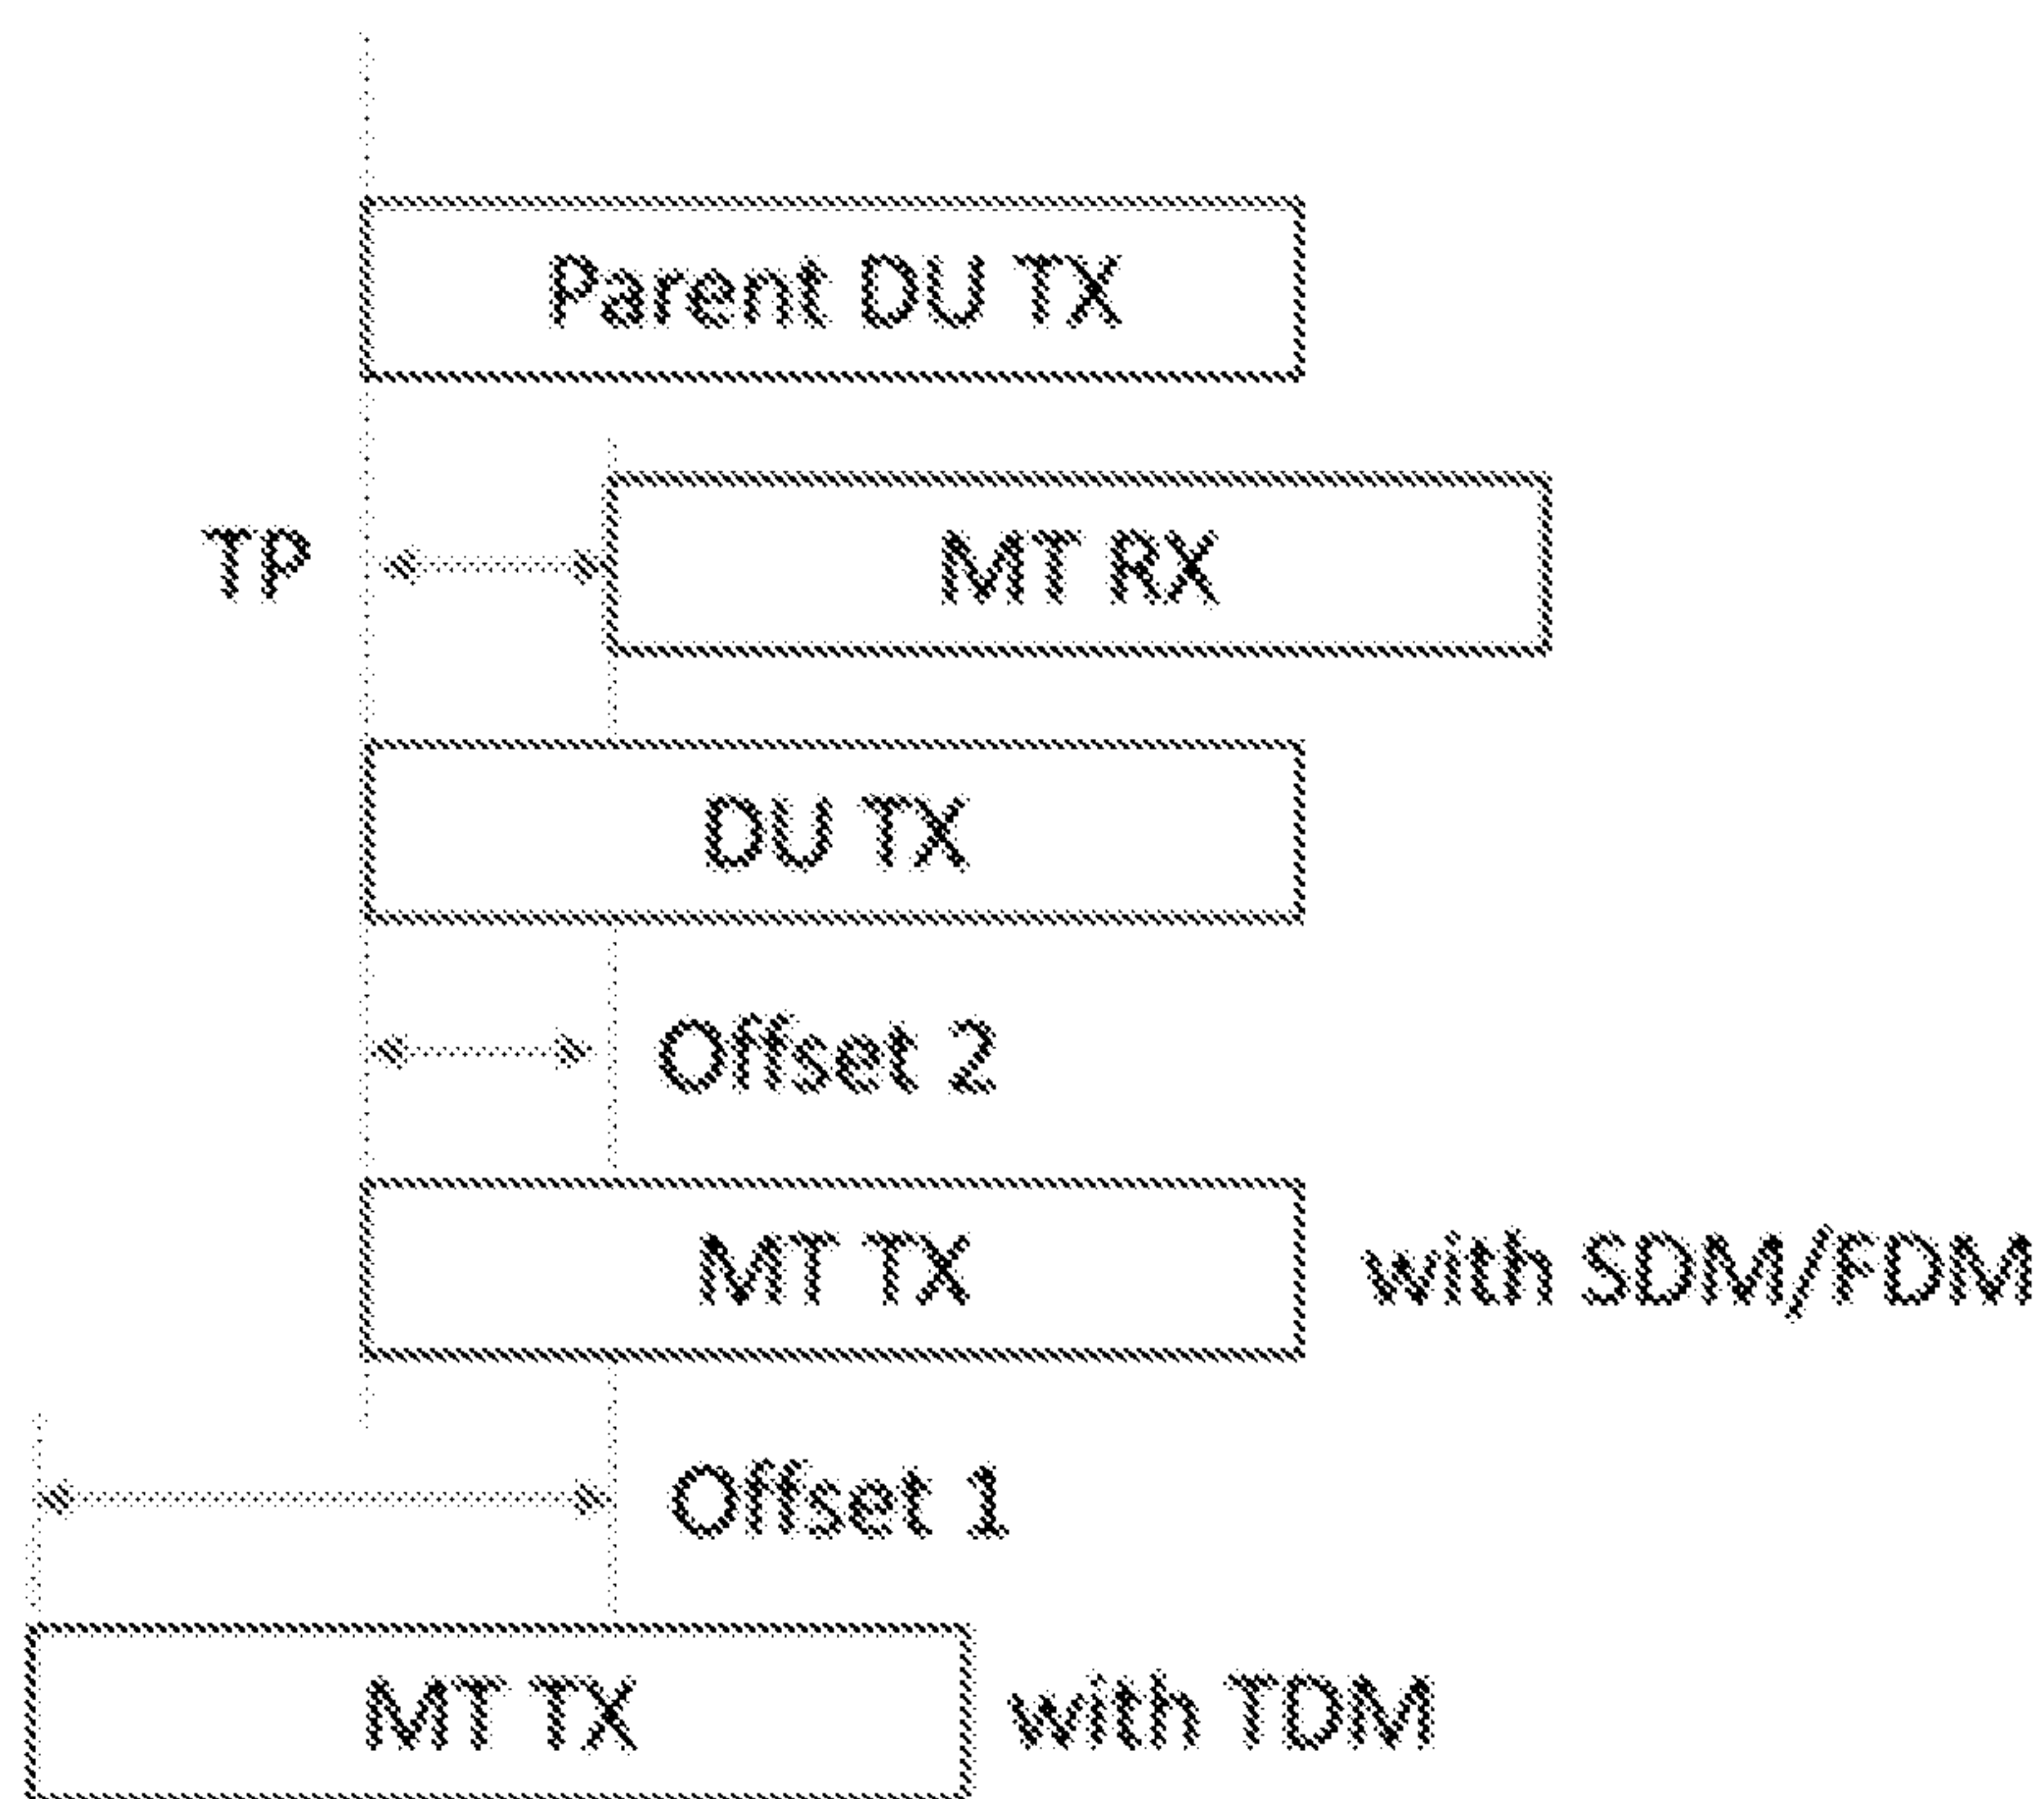 Parent DU TX
TP
MT RX
DU TX
Offset 2
MT TX
with SDM/FDM
Offset 1
MT TX
with TDM